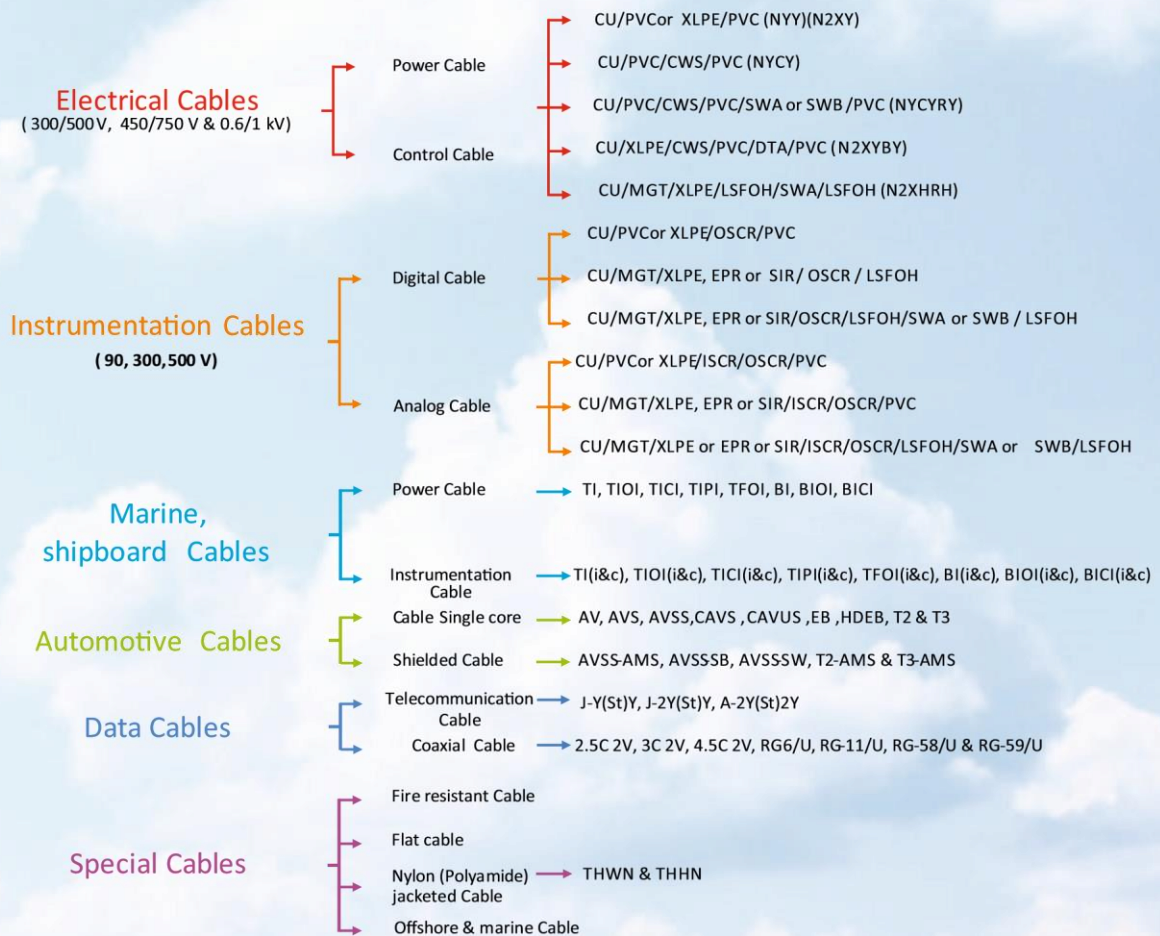 CU/PVCor XLPE/PVC (NYY)(N2XY)
Power Cable
CU/PVC/CWS/PVC (NYCY)
Electrical Cables
( 300/500 V, 450/750 V & 0.6/1 kV)
CU/PVC/CWS/PVC/SWA or SWB /PVC (NYCYRY)
Control Cable
CU/XLPE/CWS/PVC/DTA/PVC (N2XYBY)
CU/MGT/XLPE/LSFOH/SWA/LSFOH (N2XHRH)
CU/PVCor XLPE/OSCR/PVC
Digital Cable
CU/MGT/XLPE, EPR or SIR/ OSCR / LSFOH
CU/MGT/XLPE, EPR or SIR/OSCR/LSFOH/SWA or SWB / LSFOH
Instrumentation Cables
( 90, 300,500 V)
CU/PVCor XLPE/ISCR/OSCR/PVC
Analog Cable
CU/MGT/XLPE, EPR or SIR/ISCR/OSCR/PVC
CU/MGT/XLPE or EPR or SIR/ISCR/OSCR/LSFOH/SWA or SWB/LSFOH
Marine,
shipboard Cables
Power Cable
TI, TIOI, TICI, TIPI, TFOI, BI, BIOI, BICI
Instrumentation
Cable
TI(i&c), TIOI(i&c), TICI(i&c), TIPI(i&c), TFOI(i&c), BI(i&c), BIOI(i&c), BICI(i&c)
Automotive Cables
Cable Single core
AV, AVS, AVSS,CAVS ,CAVUS ,EB ,HDEB, T2 & T3
Shielded Cable
AVSS-AMS, AVSS-SB, AVSS-SW, T2-AMS & T3-AMS
Data Cables
Telecommunication
Cable
J-Y(St)Y, J-2Y(St)Y, A-2Y(St)2Y
Coaxial Cable
2.5C 2V, 3C 2V, 4.5C 2V, RG6/U, RG-11/U, RG-58/U & RG-59/U
Special Cables
Fire resistant Cable
Flat cable
Nylon (Polyamide)
jacketed Cable
THWN & THHN
Offshore & marine Cable